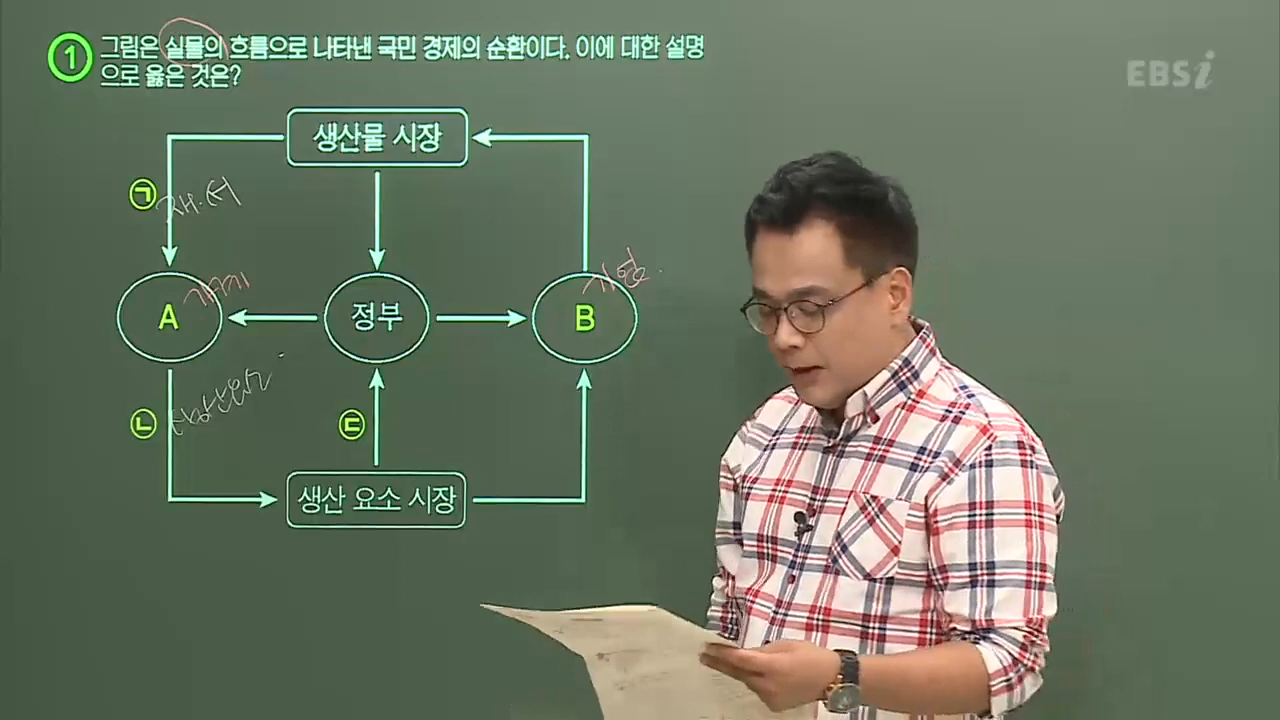 1 그림은 실물의 흐름으로 나타낸 국민 경제의 순환이다. 이에 대한 설명
으로 옳은 것은?
EBSi
생산물 시장
㉠ 재·서
A 가계
정부
B 기업
㉡ 생산요소
㉢
생산 요소 시장